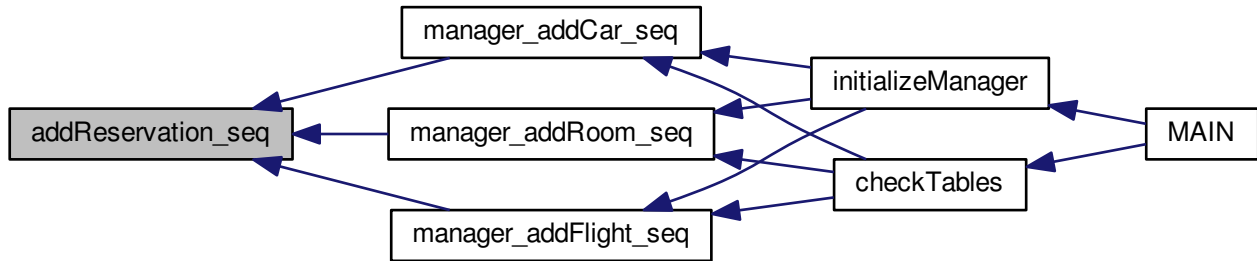 addReservation_seq
manager_addCar_seq
manager_addRoom_seq
manager_addFlight_seq
initializeManager
checkTables
MAIN